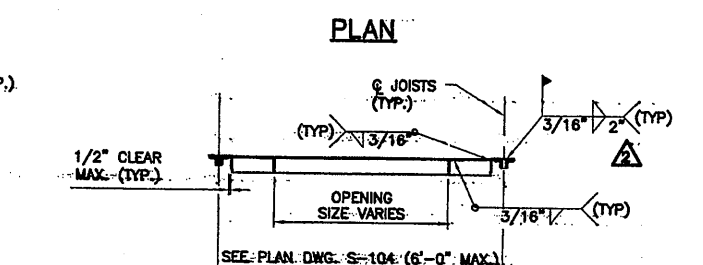 PLAN
P.)
℄ JOISTS
(TYP.)
(TYP)
3/16"
3/16"
2"
(TYP)
2
1/2" CLEAR
MAX. (TYP.)
OPENING
SIZE VARIES
3/16"
(TYP)
SEE PLAN DWG. S-104 (6'-0" MAX.)